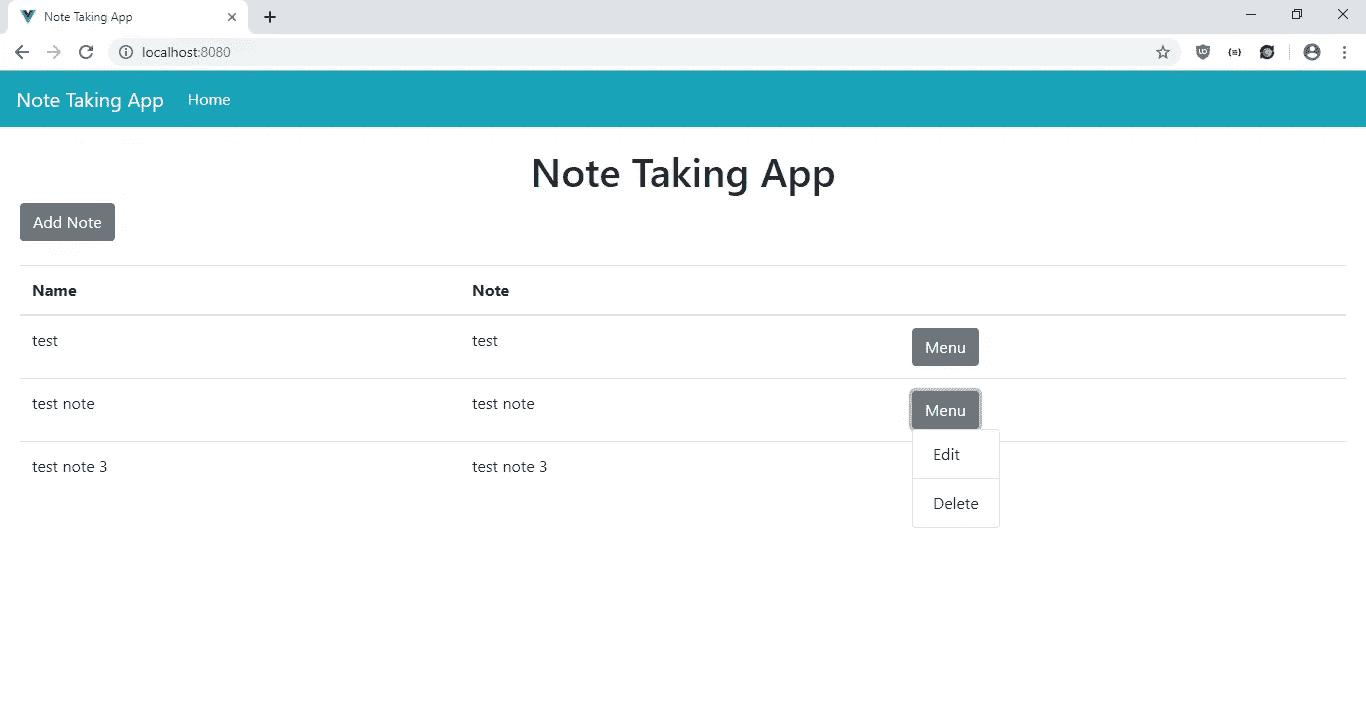 Note Taking App
localhost:8080
Note Taking App Home
Note Taking App
Add Note
Name Note
test test Menu
test note test note Menu
Edit
test note 3 test note 3
Delete